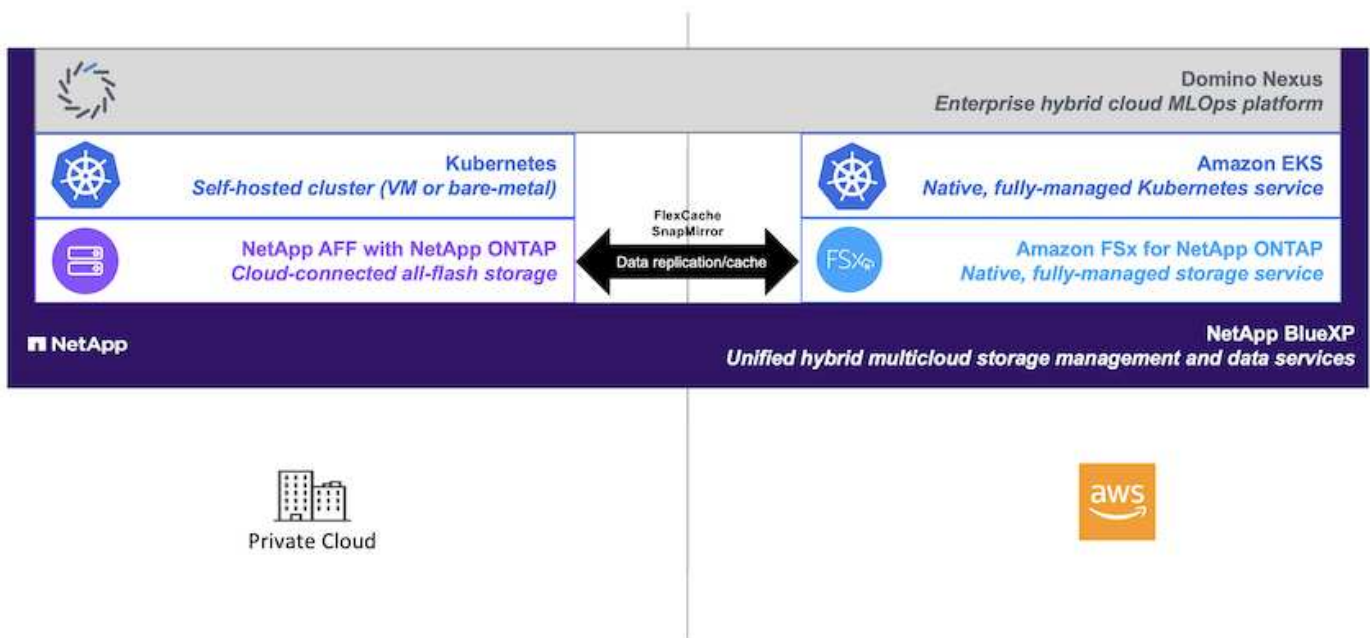 Domino Nexus
Enterprise hybrid cloud MLOps platform
Kubernetes
Self-hosted cluster (VM or bare-metal)
Amazon EKS
Native, fully-managed Kubernetes service
FlexCache
SnapMirror
Data replication/cache
NetApp AFF with NetApp ONTAP
Cloud-connected all-flash storage
FSx
Amazon FSx for NetApp ONTAP
Native, fully-managed storage service
NetApp
NetApp BlueXP
Unified hybrid multicloud storage management and data services
Private Cloud
aws